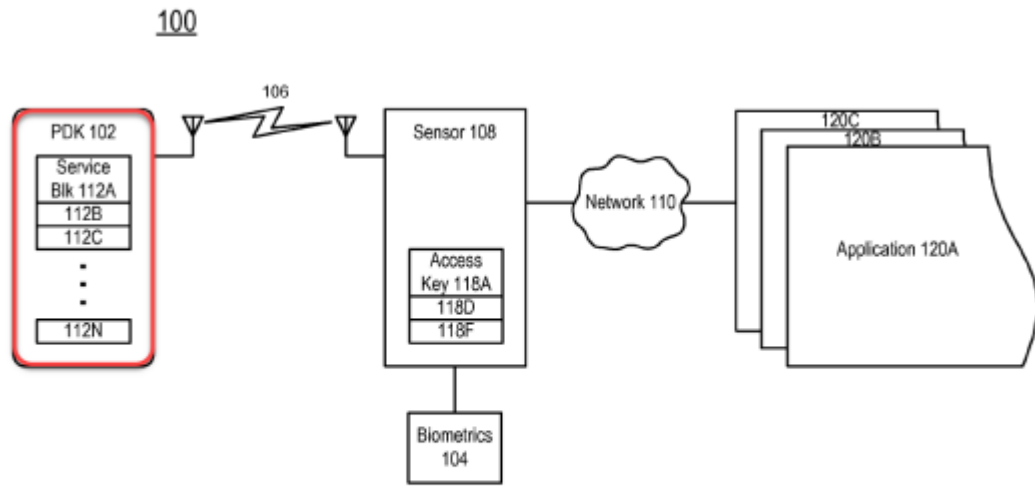 100
PDK 102
Service
Blk 112A
112B
112C
112N
106
Sensor 108
Access
Key 118A
118D
118F
Biometrics
104
Network 110
120C
120B
Application 120A